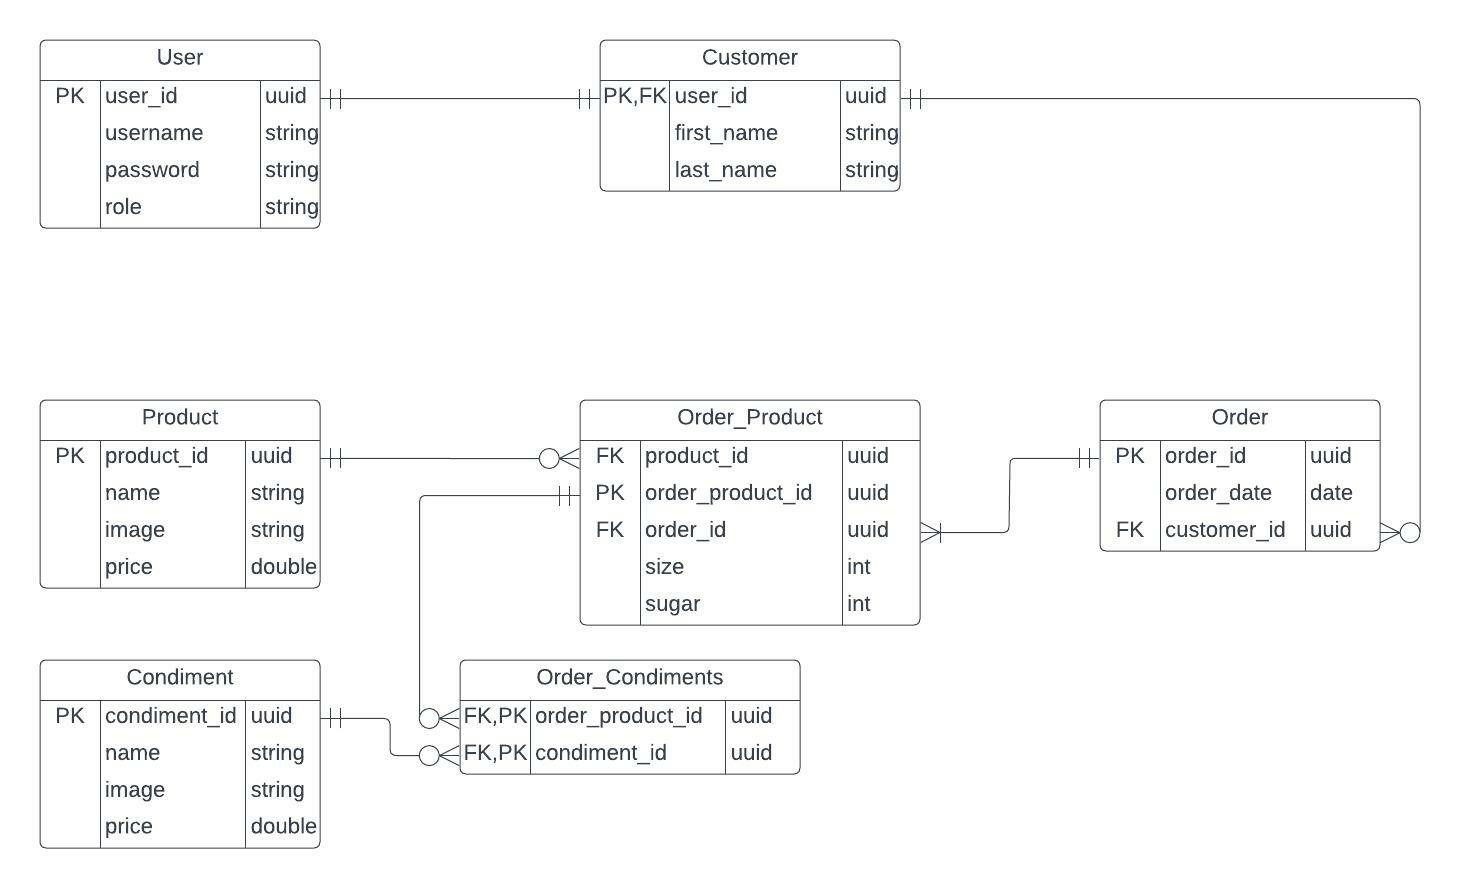 User
PK user_id uuid
username string
password string
role string
Customer
PK,FK user_id uuid
first_name string
last_name string
Product
PK product_id uuid
name string
image string
price double
Order_Product
FK product_id uuid
PK order_product_id uuid
FK order_id uuid
size int
sugar int
Order
PK order_id uuid
order_date date
FK customer_id uuid
Condiment
PK condiment_id uuid
name string
image string
price double
Order_Condiments
FK,PK order_product_id uuid
FK,PK condiment_id uuid